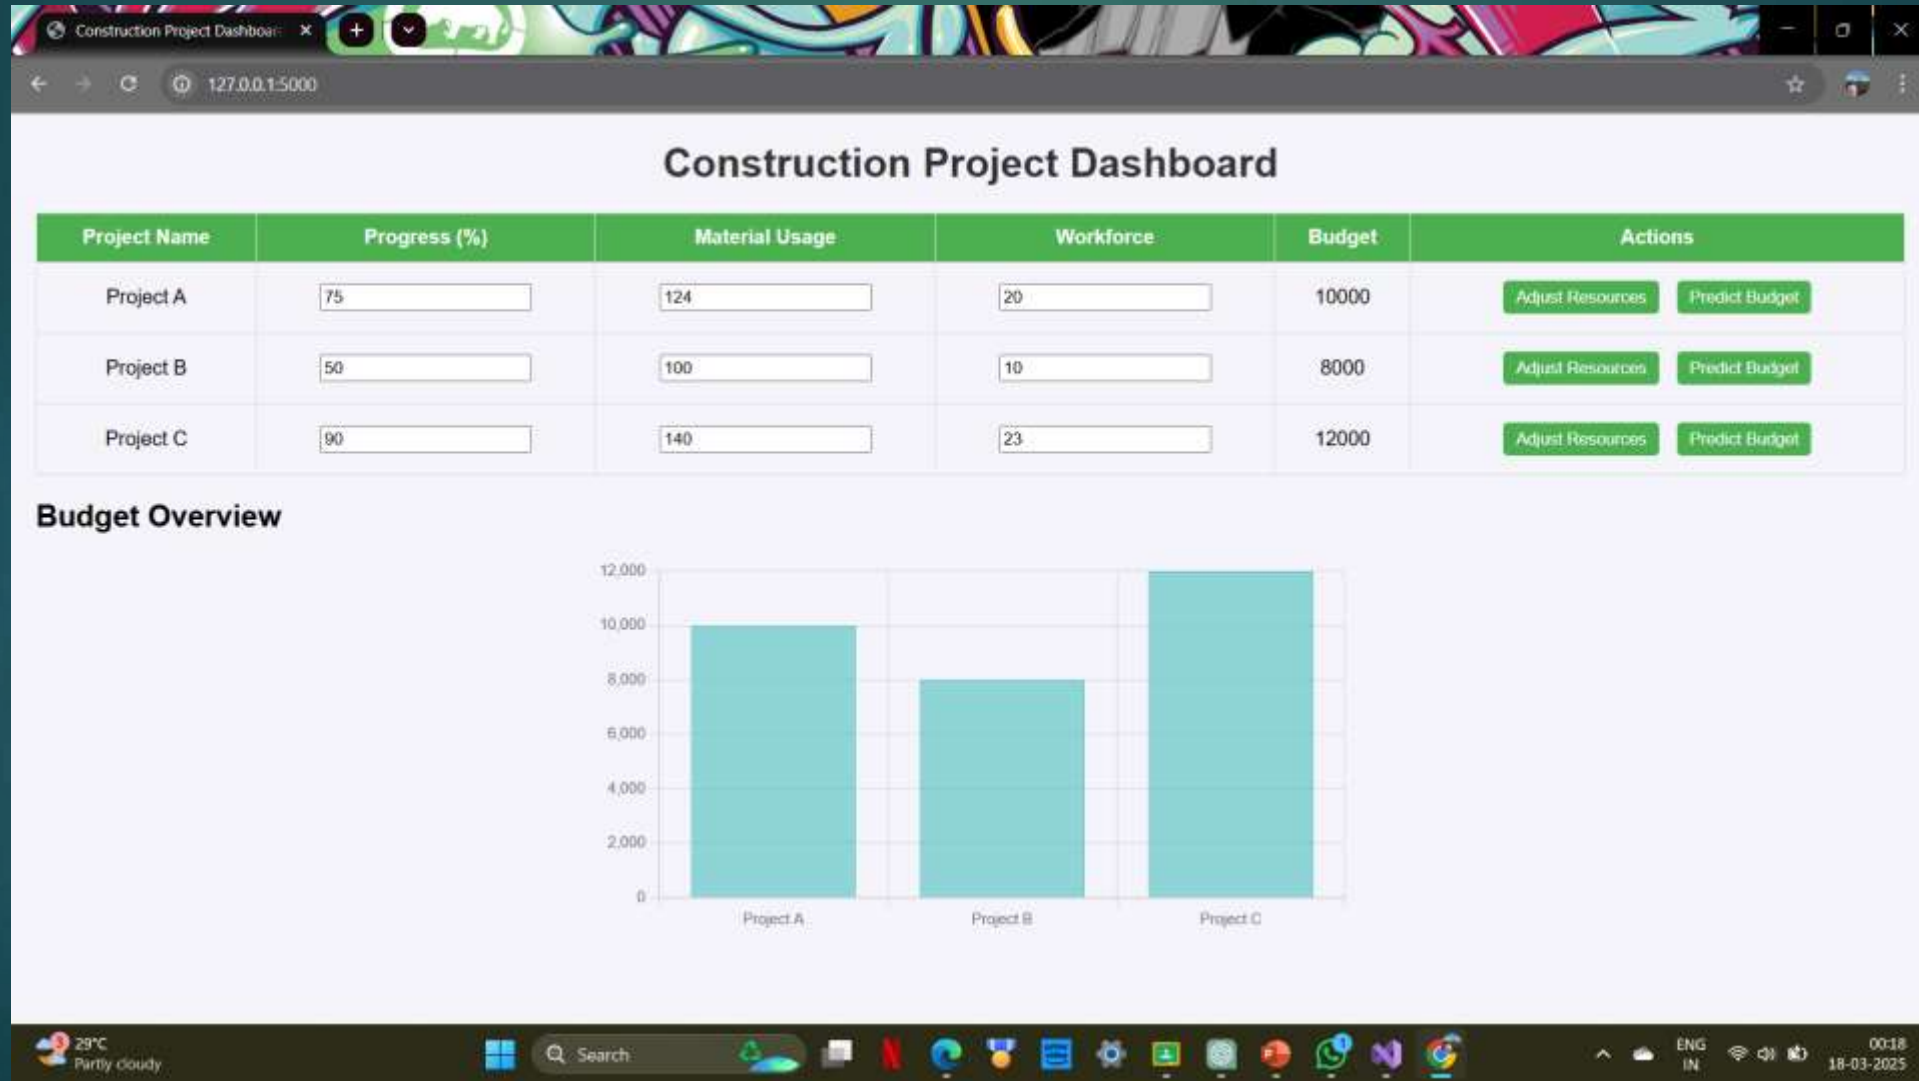 Construction Project Dashboar
127.0.0.1:5000
Construction Project Dashboard
Project Name Progress (%) Material Usage Workforce Budget Actions
Project A 75 124 20 10000 Adjust Resources Predict Budget
Project B 50 100 10 8000 Adjust Resources Predict Budget
Project C 90 140 23 12000 Adjust Resources Predict Budget
Budget Overview
12,000
10,000
8,000
6,000
4,000
2,000
0
Project A Project B Project C
3
29°C
Partly cloudy
Search
1
ENG
IN
00:18
18-03-2025